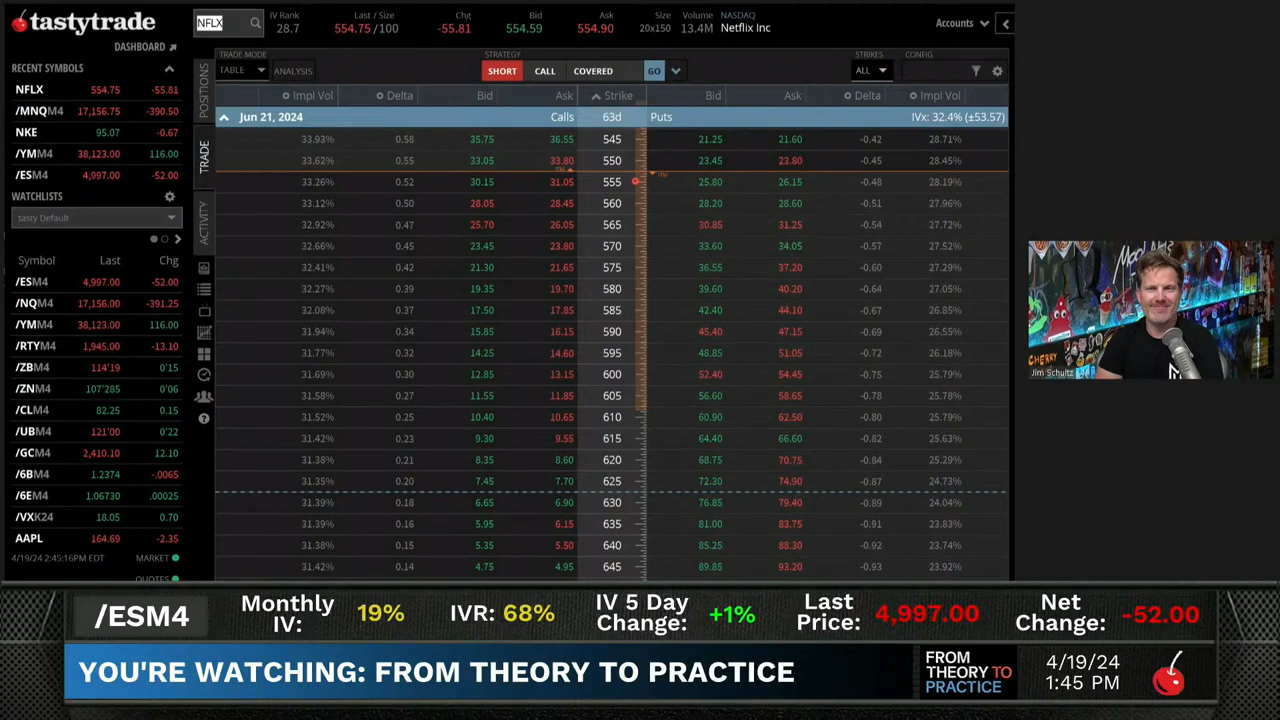 tastytrade
NFLX
IV Rank
28.7
Last / Size
554.75 /100
Chg
-55.81
Bid
554.59
Ask
554.90
Size
20x150
Volume
13.4M
NASDAQ
Netflix Inc
Accounts
DASHBOARD
RECENT SYMBOLS
NFLX 554.75 -55.81
/MNQM4 17,156.75 -390.50
NKE 95.07 -0.67
/YMM4 38,123.00 116.00
/ESM4 4,997.00 -52.00
WATCHLISTS
tasty Default
Symbol Last Chg
/ESM4 4,997.00 -52.00
/NQM4 17,156.00 -391.25
/YMM4 38,123.00 116.00
/RTYM4 1,945.00 -13.10
/ZBM4 114'19 0'15
/ZNM4 107'285 0'06
/CLM4 82.25 0.15
/UBM4 121'00 0'22
/GCM4 2,410.10 12.10
/6BM4 1.2374 -.0065
/6EM4 1.06730 .00025
/VXK24 18.05 0.70
AAPL 164.69 -2.35
4/19/24 2:45:16PM EDT MARKET
QUOTES
POSITIONS
TRADE
ACTIVITY
TRADE MODE
TABLE
ANALYSIS
STRATEGY
SHORT CALL COVERED GO
STRIKES
ALL
CONFIG
Impl Vol Delta Bid Ask Strike Bid Ask Delta Impl Vol
Jun 21, 2024 Calls 63d Puts IVx: 32.4% (±53.57)
33.93% 0.58 35.75 36.55 545 21.25 21.60 -0.42 28.71%
33.62% 0.55 33.05 33.80 550 23.45 23.80 -0.45 28.45%
33.26% 0.52 30.15 31.05 555 25.80 26.15 -0.48 28.19%
33.12% 0.50 28.05 28.45 560 28.20 28.60 -0.51 27.96%
32.92% 0.47 25.70 26.05 565 30.85 31.25 -0.54 27.72%
32.66% 0.45 23.45 23.80 570 33.60 34.05 -0.57 27.52%
32.41% 0.42 21.30 21.65 575 36.55 37.20 -0.60 27.29%
32.27% 0.39 19.35 19.70 580 39.60 40.20 -0.64 27.05%
32.08% 0.37 17.50 17.85 585 42.40 44.10 -0.67 26.85%
31.94% 0.34 15.85 16.15 590 45.40 47.15 -0.69 26.55%
31.77% 0.32 14.25 14.60 595 48.85 51.05 -0.72 26.18%
31.69% 0.30 12.85 13.15 600 52.40 54.45 -0.75 25.79%
31.58% 0.27 11.55 11.85 605 56.60 58.65 -0.78 25.78%
31.52% 0.25 10.40 10.65 610 60.90 62.50 -0.80 25.79%
31.42% 0.23 9.30 9.55 615 64.40 66.60 -0.82 25.63%
31.38% 0.21 8.35 8.60 620 68.75 70.75 -0.84 25.29%
31.35% 0.20 7.45 7.70 625 72.30 74.90 -0.87 24.73%
31.39% 0.18 6.65 6.90 630 76.85 79.40 -0.89 24.04%
31.39% 0.16 5.95 6.15 635 81.00 83.75 -0.91 23.83%
31.38% 0.15 5.35 5.50 640 85.25 88.30 -0.92 23.74%
31.42% 0.14 4.75 4.95 645 89.85 93.20 -0.93 23.92%
CHERRY
Jim Schultz
/ESM4
Monthly
IV:
19%
IVR: 68%
IV 5 Day
Change:
+1%
Last
Price:
4,997.00
Net
Change:
-52.00
YOU'RE WATCHING: FROM THEORY TO PRACTICE
FROM
THEORY TO
PRACTICE
4/19/24
1:45 PM